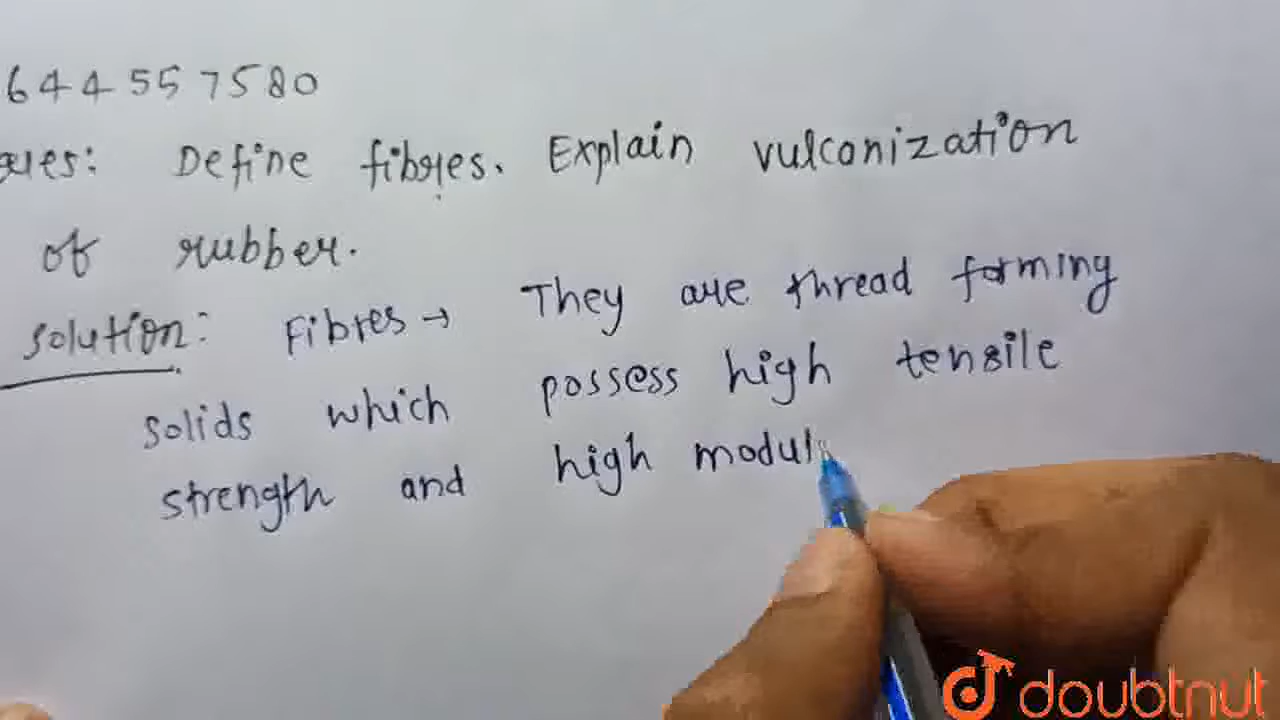 644557580
ques: Define fibres. Explain vulconization
of rubber.
Solution: Fibres → They are thread forming
solids which possess high tensile
strength and high modul
doubtnut